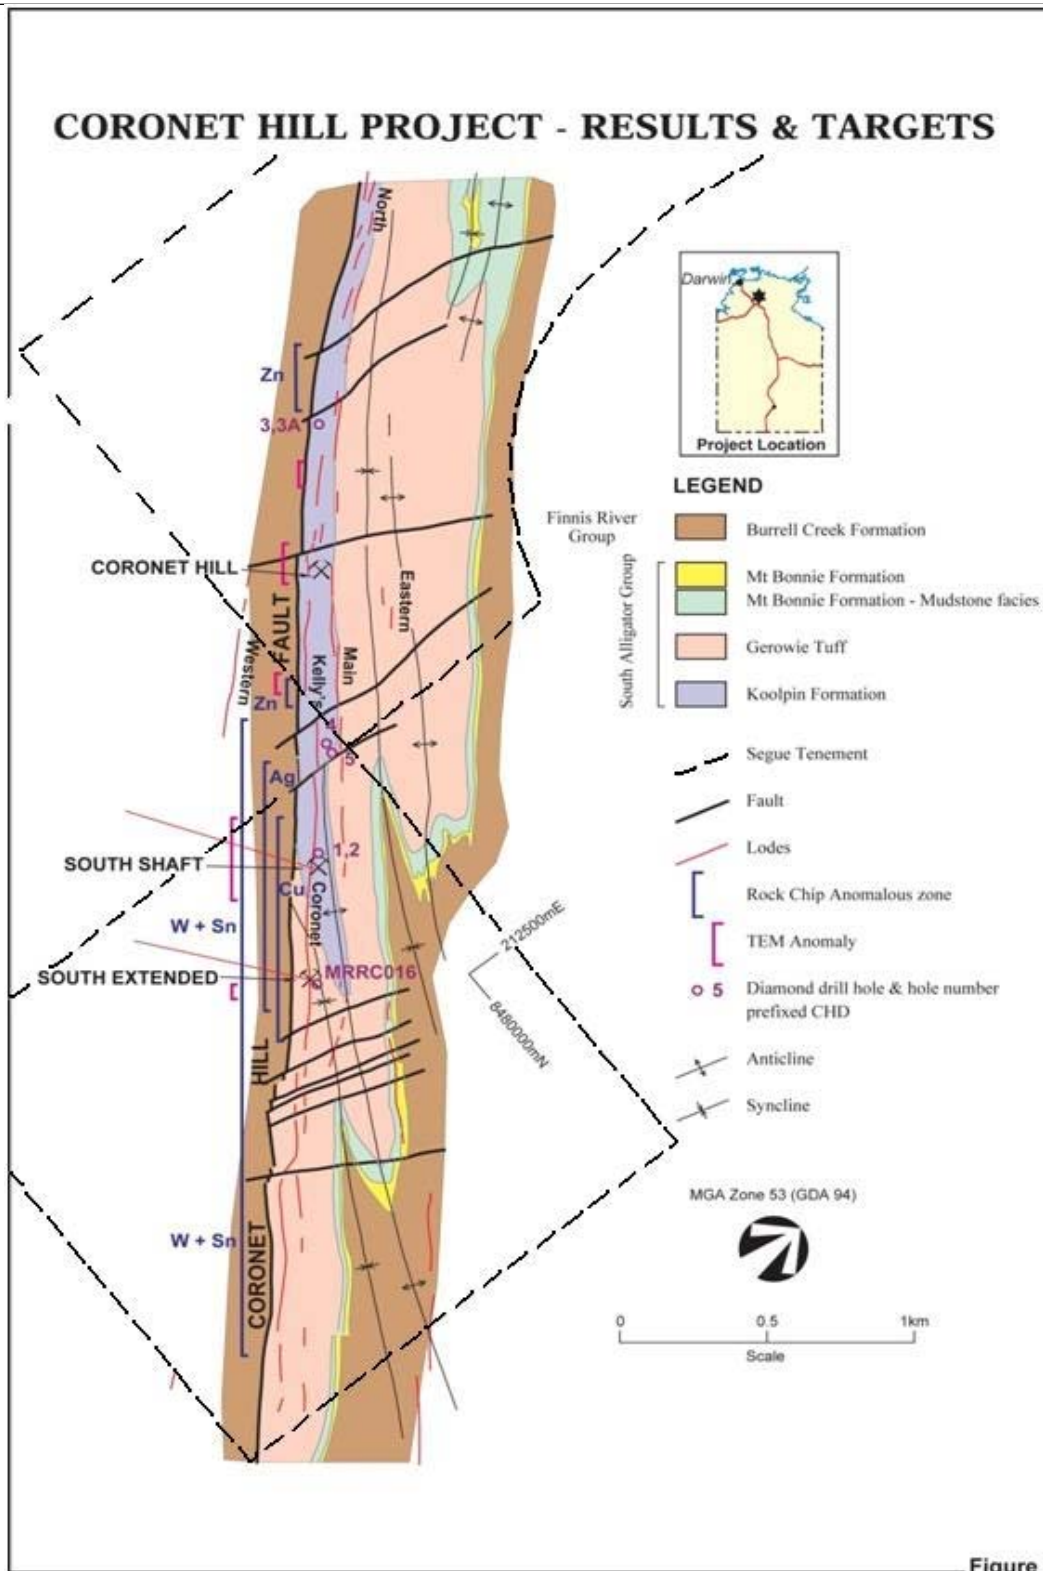 CORONET HILL PROJECT - RESULTS & TARGETS
North
Darwin
Project Location
Zn
3,3A
LEGEND
Finnis River
Group
Burrell Creek Formation
CORONET HILL
South Alligator Group
Mt Bonnie Formation
Mt Bonnie Formation - Mudstone facies
Gerowie Tuff
Koolpin Formation
FAULT
Eastern
Western
Main
Kelly's
Zn
4
5
Segue Tenement
Ag
Fault
Lodes
1,2
SOUTH SHAFT
Cu
Coronet
Rock Chip Anomalous zone
W + Sn
212500mE
TEM Anomaly
SOUTH EXTENDED
MRRC016
5
Diamond drill hole & hole number
prefixed CHD
8480000mN
HILL
Anticline
Syncline
MGA Zone 53 (GDA 94)
W + Sn
CORONET
0 0.5 1km
Scale
Figure